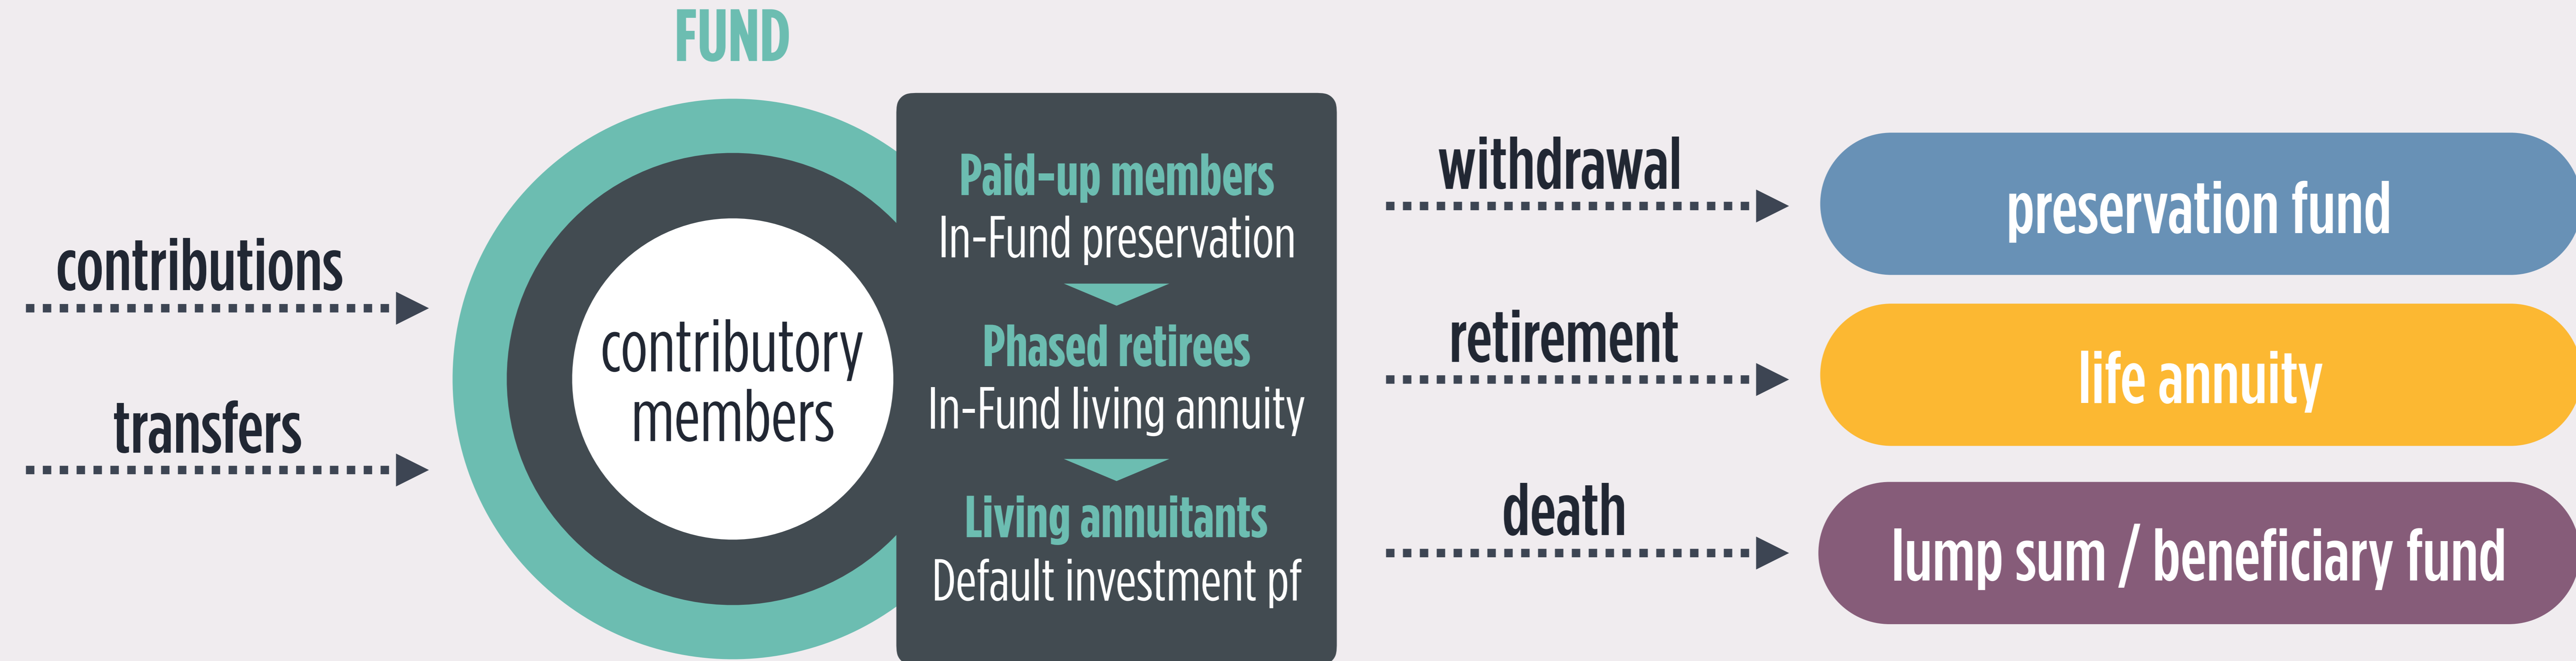 FUND
contributions
transfers
contributory
members
Paid-up members
In-Fund preservation
Phased retirees
In-Fund living annuity
Living annuitants
Default investment pf
withdrawal
preservation fund
retirement
life annuity
death
lump sum / beneficiary fund